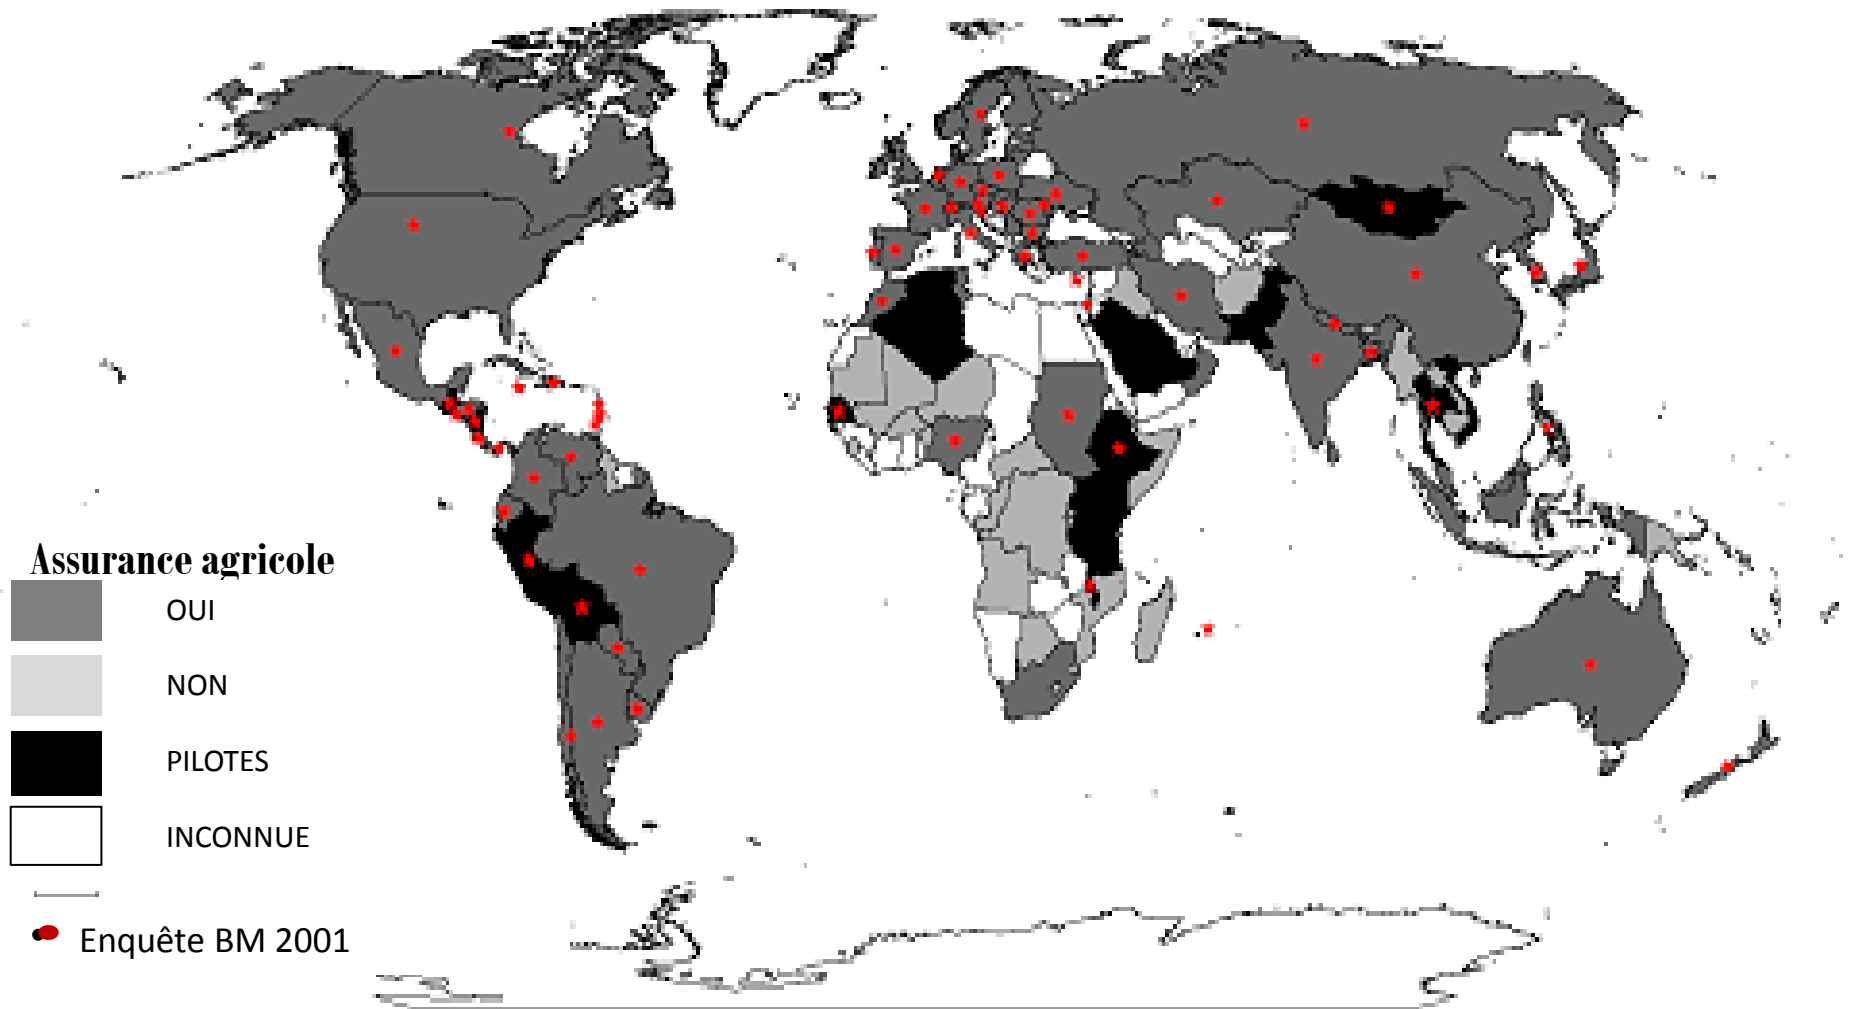 Assurance agricole
OUI
NON
PILOTES
INCONNUE
Enquête BM 2001